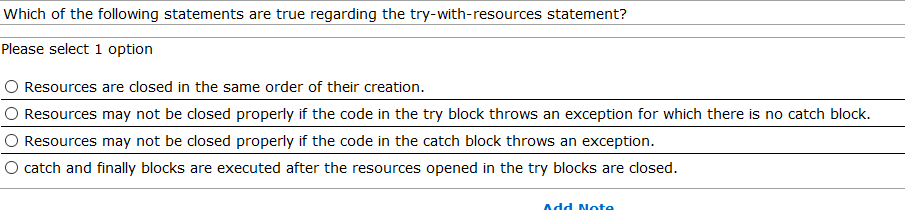 Which of the following statements are true regarding the try-with-resources statement?
Please select 1 option
Resources are closed in the same order of their creation.
Resources may not be closed properly if the code in the try block throws an exception for which there is no catch block.
Resources may not be closed properly if the code in the catch block throws an exception.
catch and finally blocks are executed after the resources opened in the try blocks are closed.
Add Note